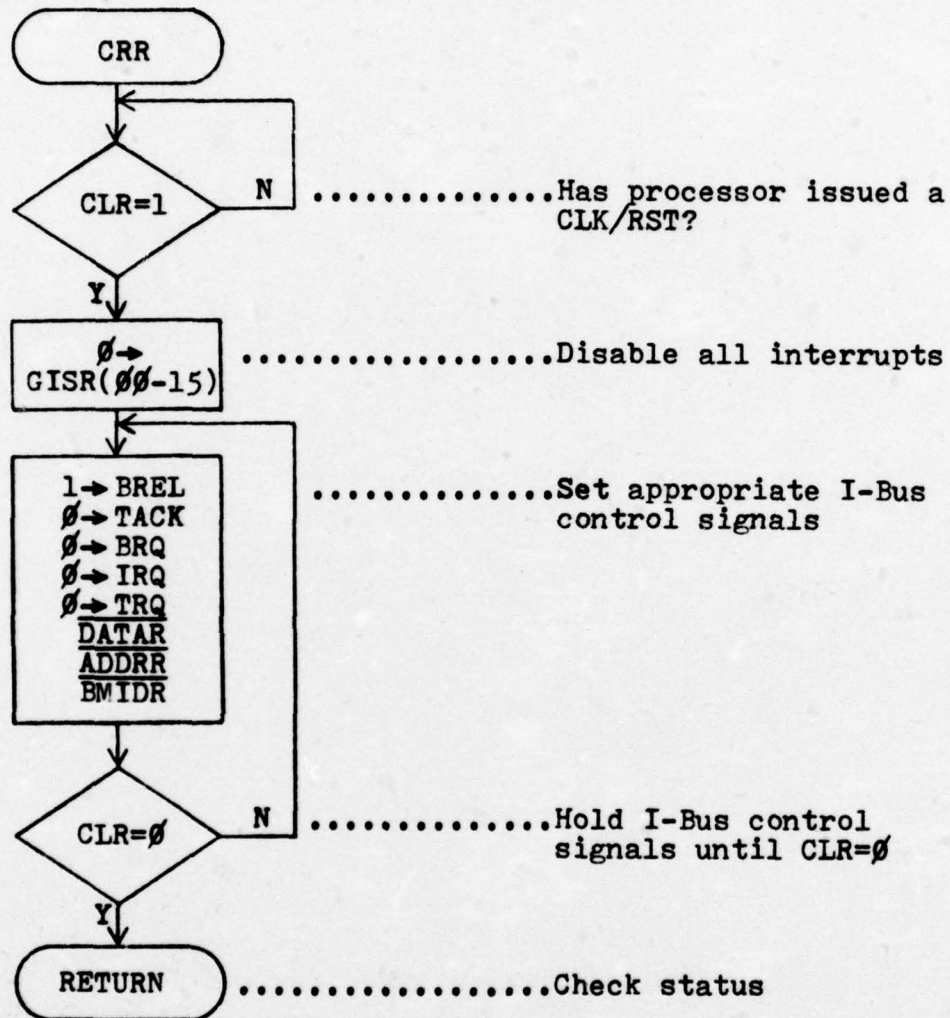 CRR
CLR=1
N
..............Has processor issued a
CLK/RST?
Y
Ø→
GISR(ØØ-15)
..................Disable all interrupts
1→ BREL
Ø→ TACK
Ø→ BRQ
Ø→ IRQ
Ø→ TRQ
DATAR
ADDRR
BMIDR
..............Set appropriate I-Bus
control signals
CLR=Ø
N
..............Hold I-Bus control
signals until CLR=Ø
Y
RETURN
..................Check status